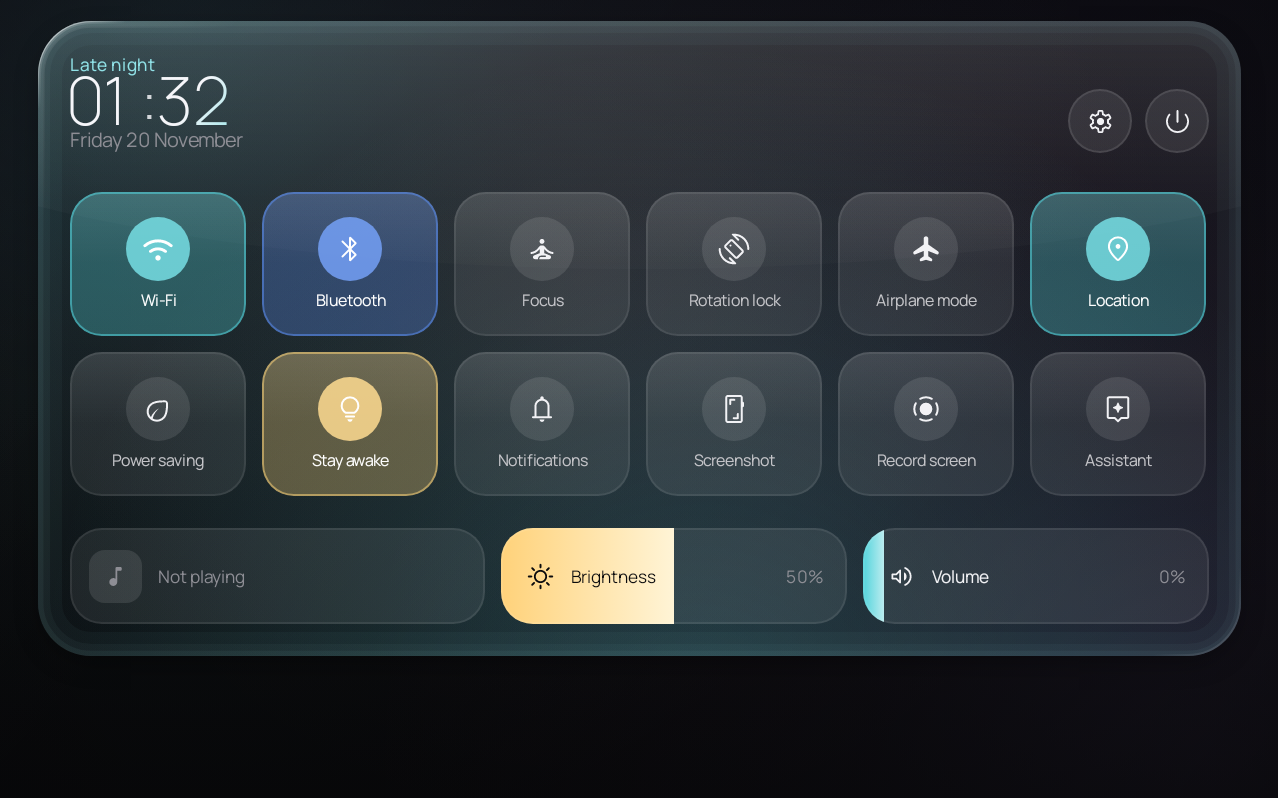 Late night
01:32
Friday 20 November
Wi-Fi
Bluetooth
Focus
Rotation lock
Airplane mode
Location
Power saving
Stay awake
Notifications
Screenshot
Record screen
Assistant
Not playing
Brightness
50%
Volume
0%